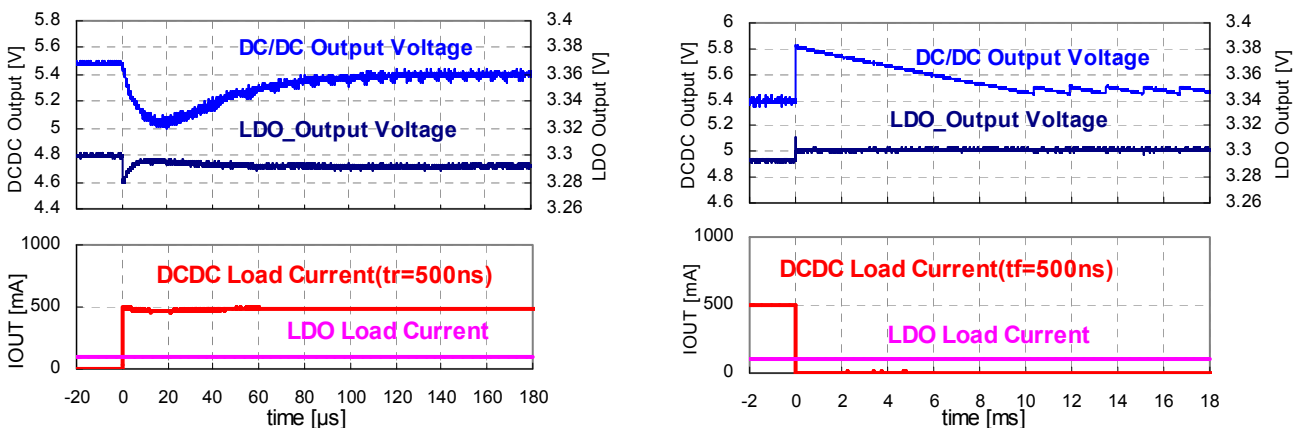 5.8
5.6
5.4
5.2
5
4.8
4.6
4.4
DCDC Output [V]
3.4
3.38
3.36
3.34
3.32
3.3
3.28
3.26
LDO Output [V]
DC/DC Output Voltage
LDO_Output Voltage
1000
500
0
IOUT [mA]
DCDC Load Current(tr=500ns)
LDO Load Current
-20 0 20 40 60 80 100 120 140 160 180
time [µs]
6
5.8
5.6
5.4
5.2
5
4.8
4.6
DCDC Output [V]
3.4
3.38
3.36
3.34
3.32
3.3
3.28
3.26
LDO Output [V]
DC/DC Output Voltage
LDO_Output Voltage
1000
500
0
IOUT [mA]
DCDC Load Current(tf=500ns)
LDO Load Current
-2 0 2 4 6 8 10 12 14 16 18
time [ms]